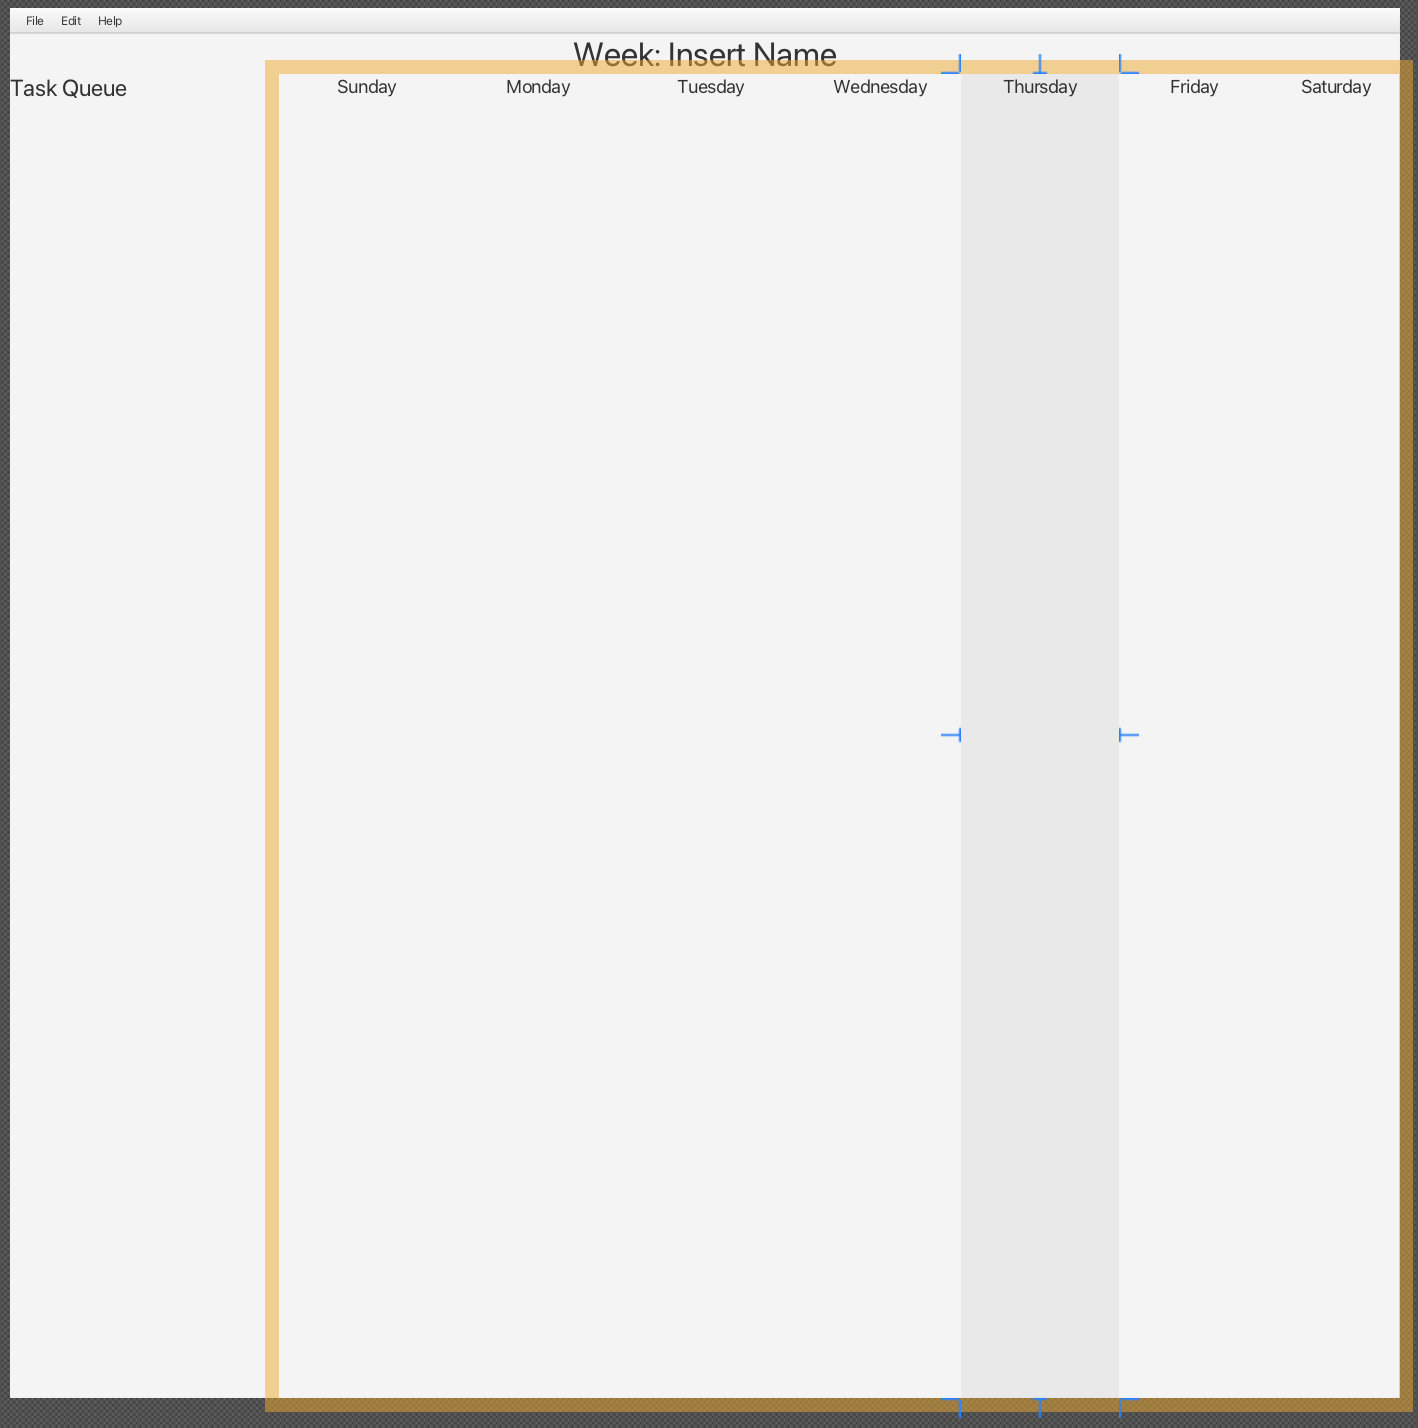 File Edit Help
Week: Insert Name
Task Queue Sunday Monday Tuesday Wednesday Thursday Friday Saturday